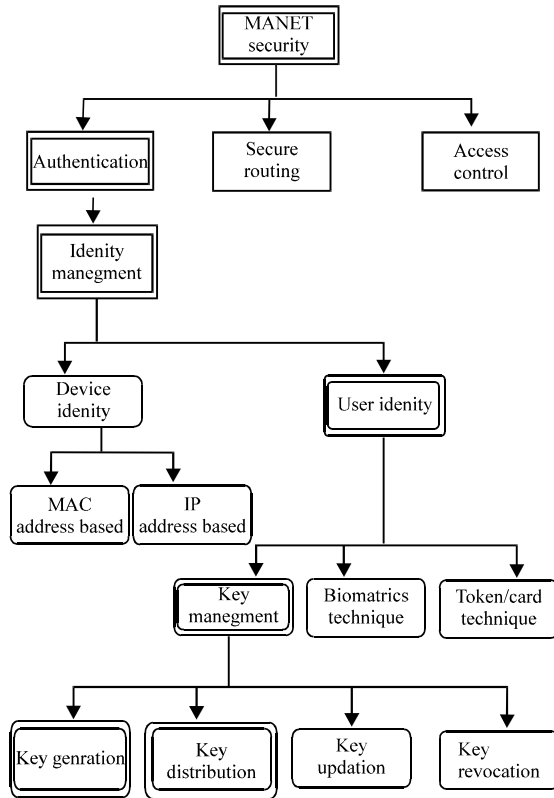 MANET
security
Authentication
Secure
routing
Access
control
Idenity
manegment
Device
idenity
User idenity
MAC
address based
IP
address based
Key
manegment
Biomatrics
technique
Token/card
technique
Key genration
Key
distribution
Key
updation
Key
revocation